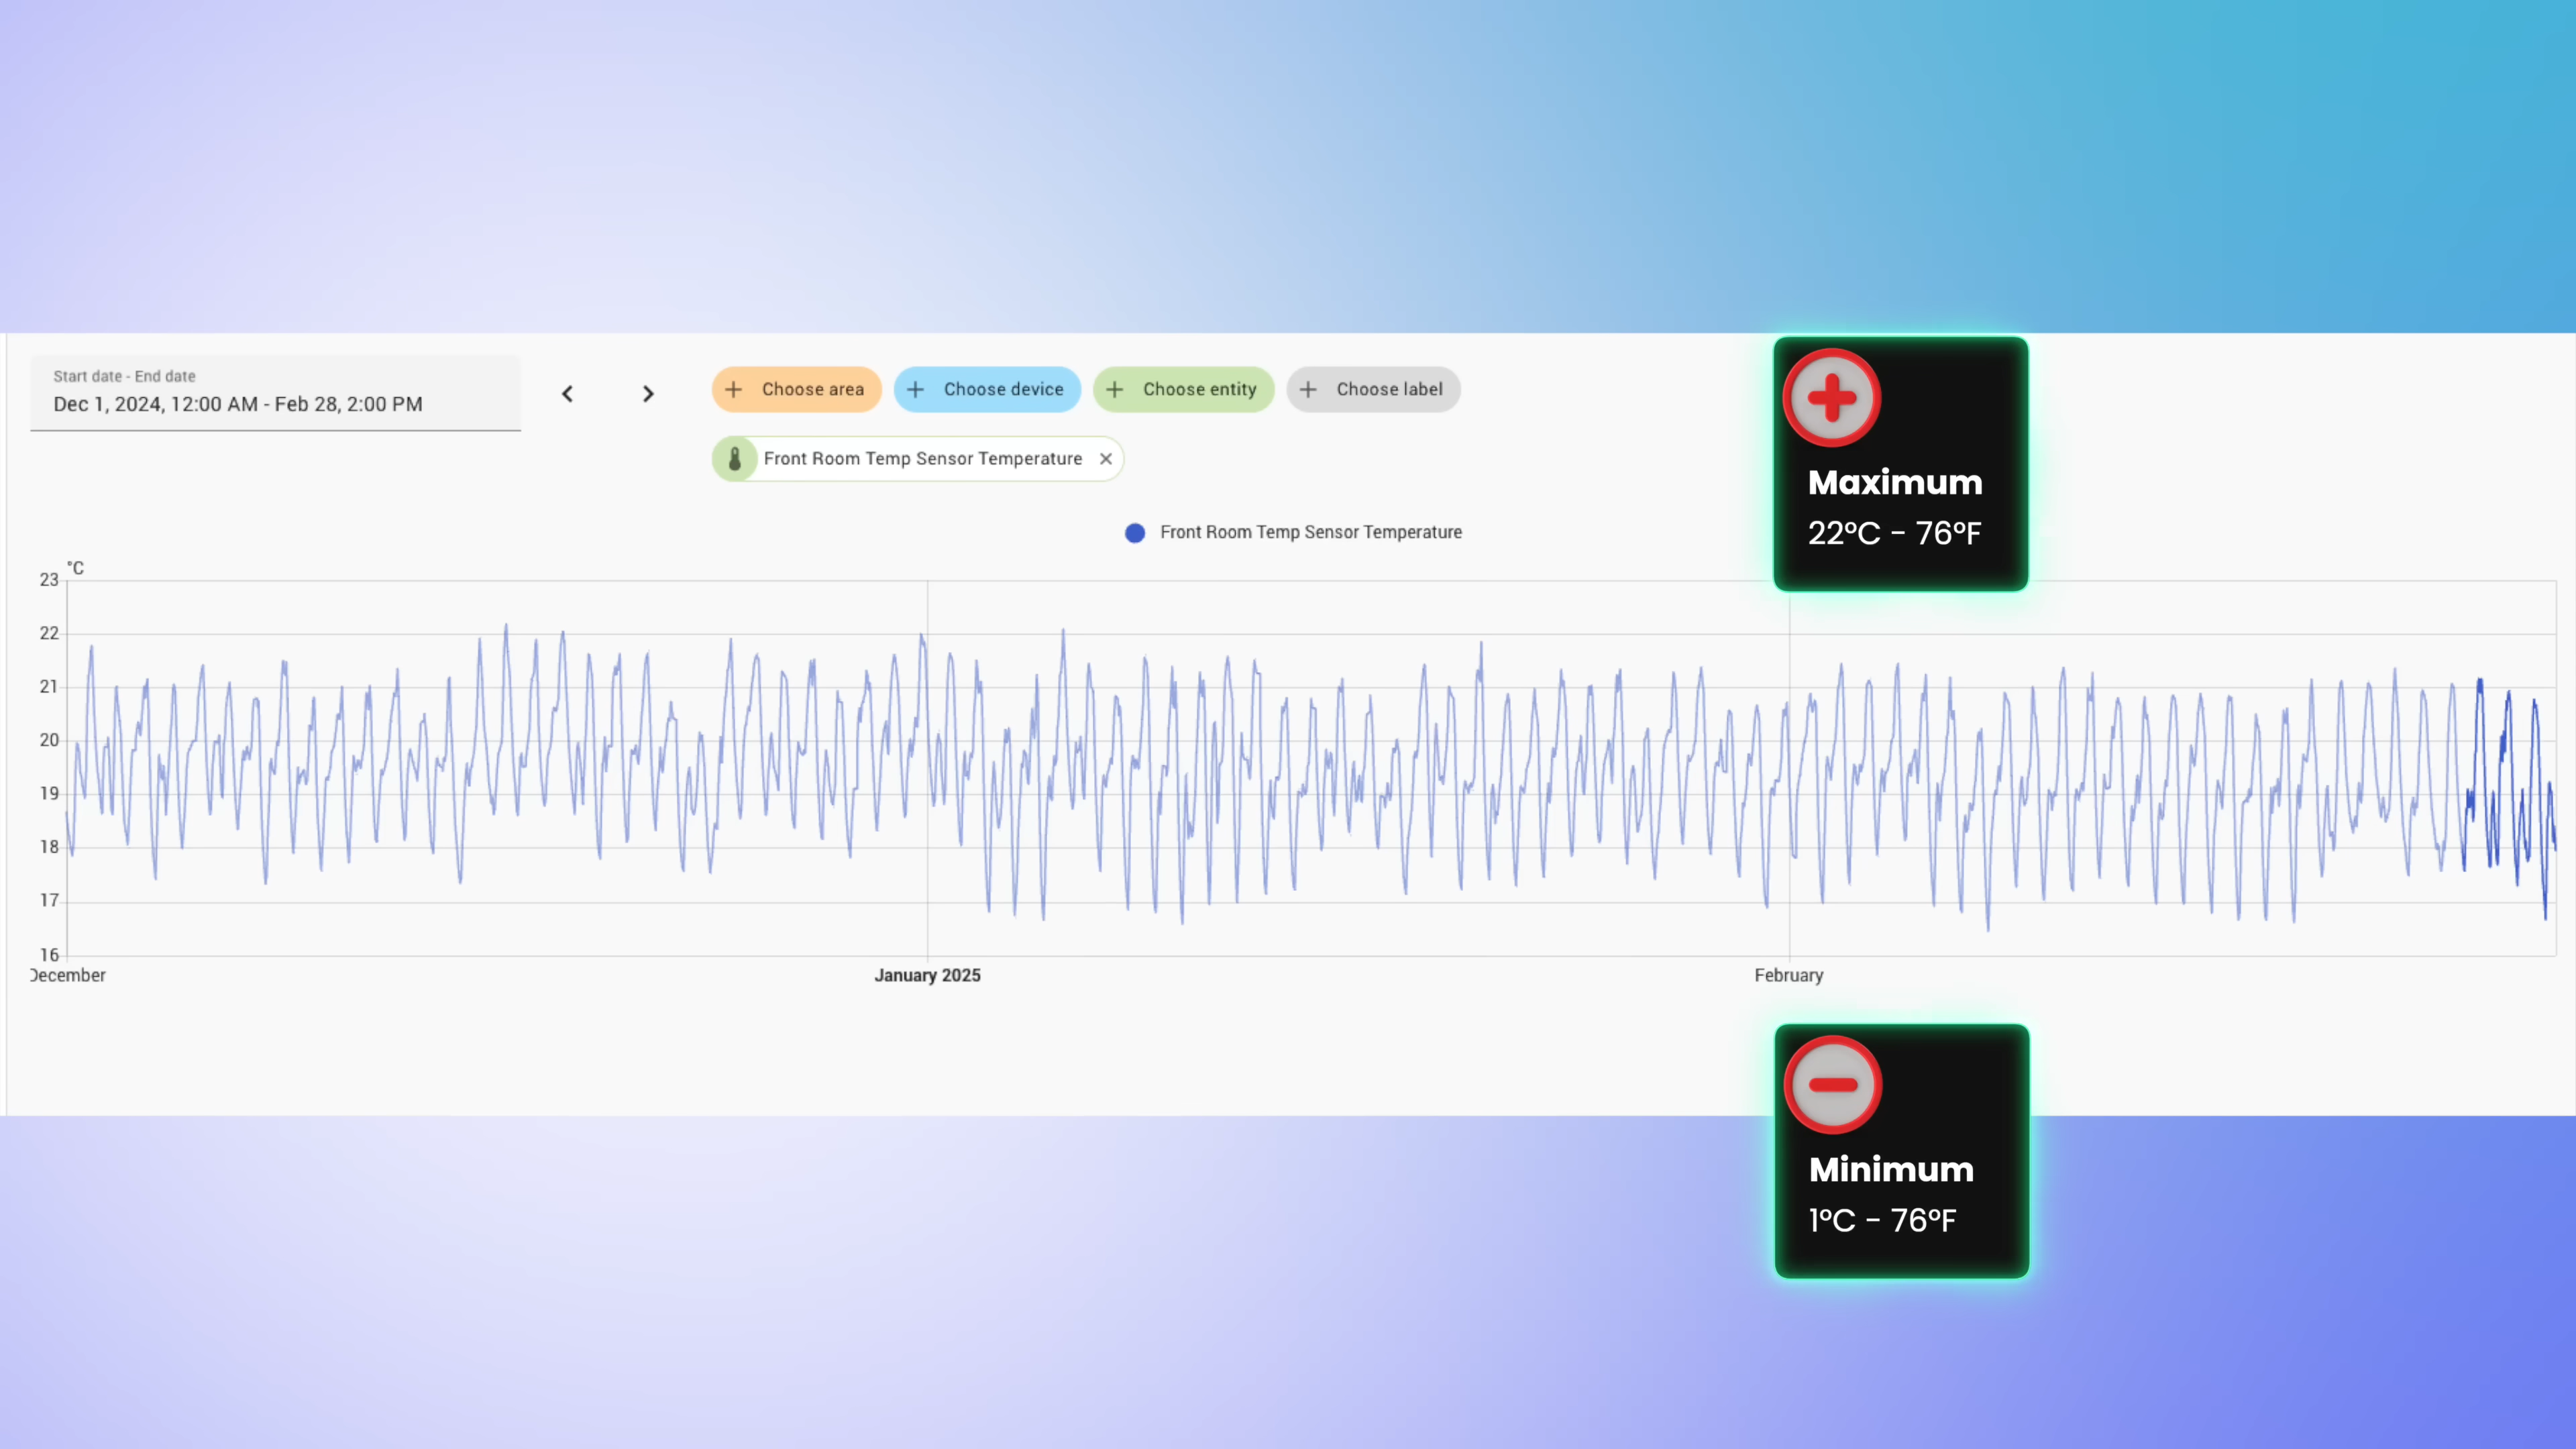 Start date - End date
Dec 1, 2024, 12:00 AM - Feb 28, 2:00 PM
Choose area
Choose device
Choose entity
Choose label
Front Room Temp Sensor Temperature
Front Room Temp Sensor Temperature
Maximum
22°C - 76°F
°C
23
22
21
20
19
18
17
16
December
January 2025
February
Minimum
1°C - 76°F